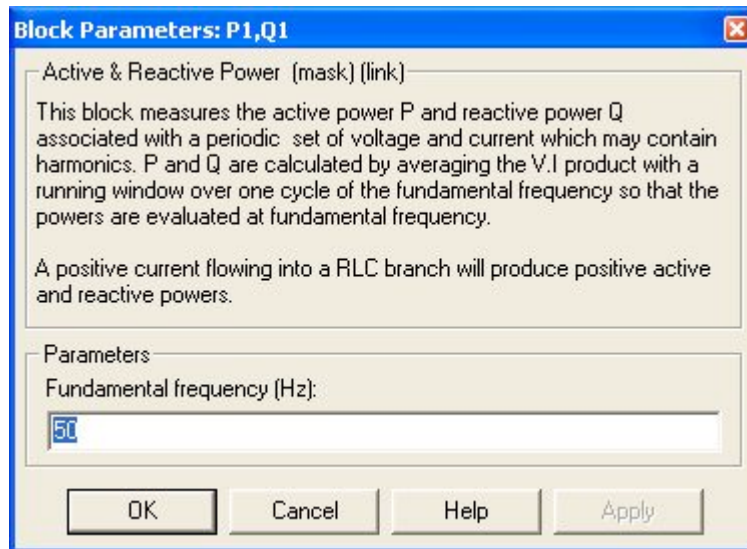 Block Parameters: P1,Q1
Active & Reactive Power (mask) (link)
This block measures the active power P and reactive power Q
associated with a periodic set of voltage and current which may contain
harmonics. P and Q are calculated by averaging the V.I product with a
running window over one cycle of the fundamental frequency so that the
powers are evaluated at fundamental frequency.
A positive current flowing into a RLC branch will produce positive active
and reactive powers.
Parameters
Fundamental frequency (Hz):
50
OK Cancel Help Apply